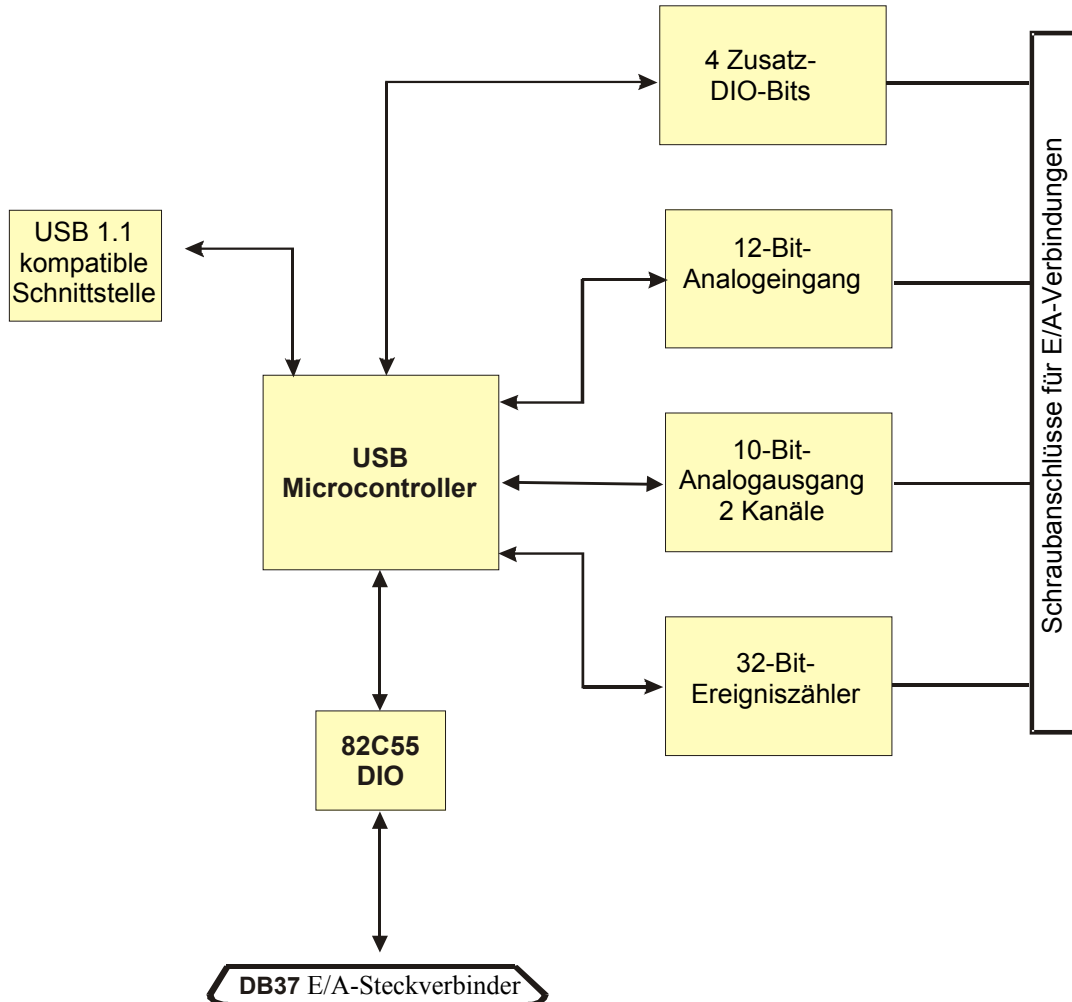 4 Zusatz-
DIO-Bits
USB 1.1
kompatible
Schnittstelle
12-Bit-
Analogeingang
USB
Microcontroller
10-Bit-
Analogausgang
2 Kanäle
32-Bit-
Ereigniszähler
82C55
DIO
DB37 E/A-Steckverbinder
Schraubanschlüsse für E/A-Verbindungen